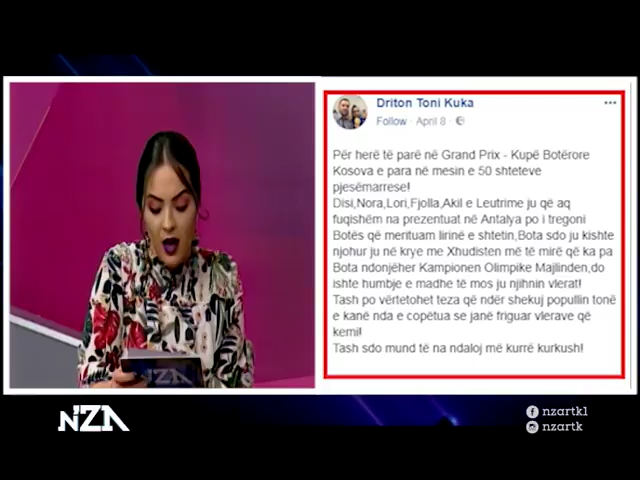 Driton Toni Kuka
Follow · April 8 ·
Për herë të parë në Grand Prix - Kupë Botërore
Kosova e para në mesin e 50 shteteve
pjesëmarrese!
Disi,Nora,Lori,Fjolla,Akil e Leutrime ju që aq
fuqishëm na prezentuat në Antalya po i tregoni
Botës që merituam lirinë e shtetin,Bota sdo ju kishte
njohur ju në krye me Xhudisten më të mirë që ka pa
Bota ndonjëher Kampionen Olimpike Majlinden,do
ishte humbje e madhe të mos ju njihnin vlerat!
Tash po vërtetohet teza që ndër shekuj popullin tonë
e kanë nda e copëtua se janë friguar vlerave që
kemi!
Tash sdo mund të na ndaloj më kurrë kurkush!
NZA
NZA
nzartk1
nzartk